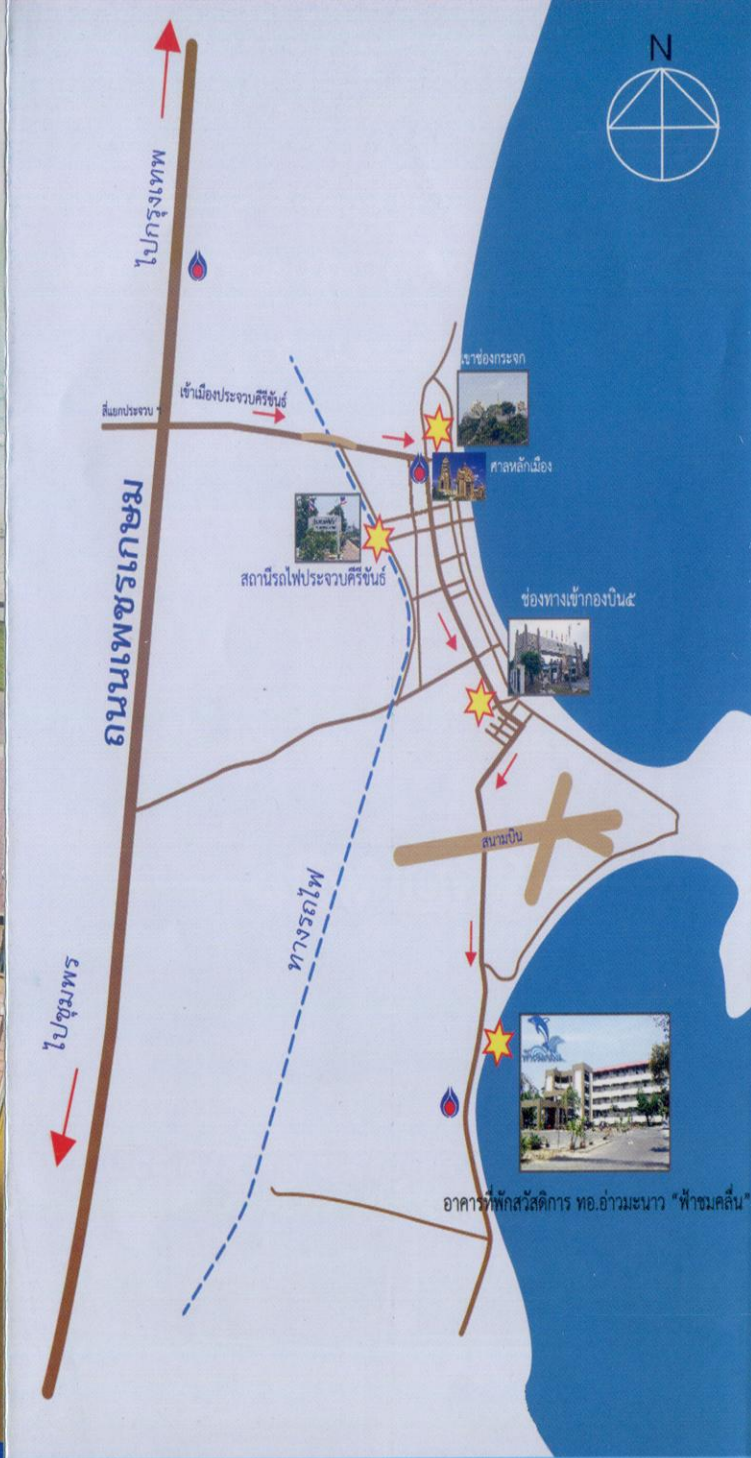 N
ไปกรุงเทพ
เขาช่องกระจก
เข้าเมืองประจวบคีรีขันธ์
สี่แยกประจวบ ฯ
ศาลหลักเมือง
สถานีรถไฟประจวบคีรีขันธ์
ถนนเพชรเกษม
ช่องทางเข้ากองบิน๕
สนามบิน
ทางรถไฟ
ไปชุมพร
ฟ้าชมคลื่น
อาคารที่พักสวัสดิการ ทอ.อ่าวมะนาว "ฟ้าชมคลื่น"